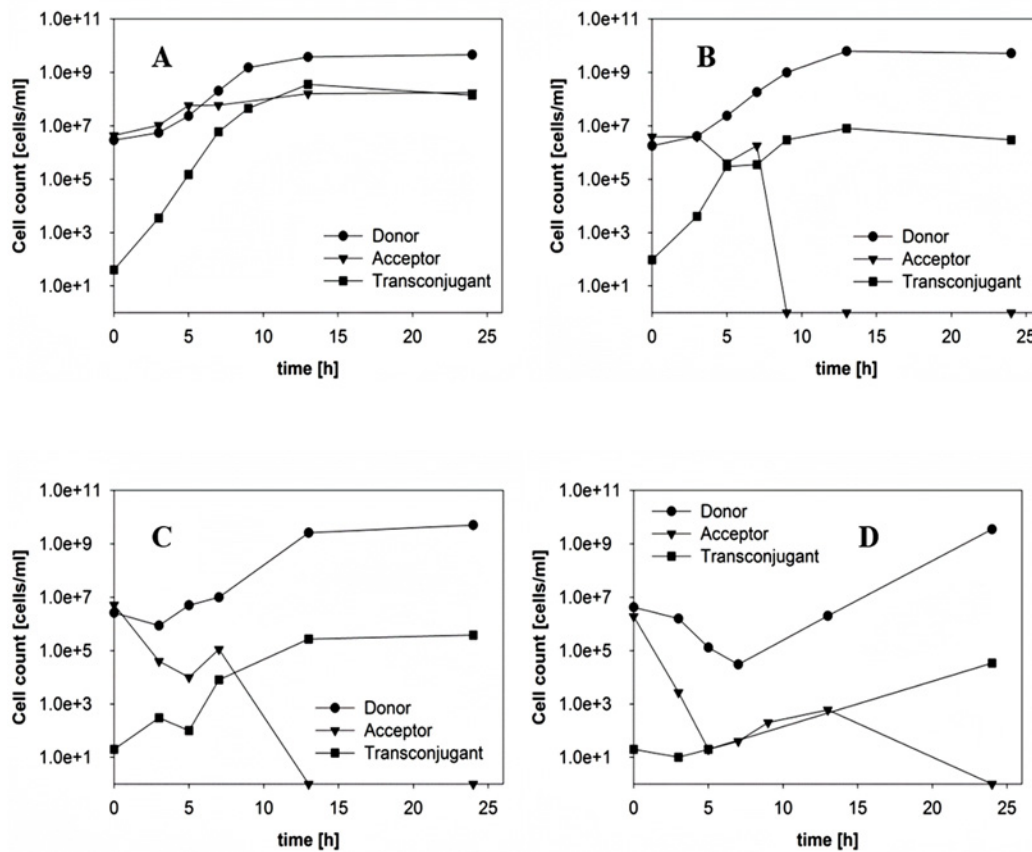 A
Cell count [cells/ml]
1.0e+11
1.0e+9
1.0e+7
1.0e+5
1.0e+3
1.0e+1
Donor
Acceptor
Transconjugant
0 5 10 15 20 25
time [h]
B
Cell count [cells/ml]
1.0e+11
1.0e+9
1.0e+7
1.0e+5
1.0e+3
1.0e+1
Donor
Acceptor
Transconjugant
0 5 10 15 20 25
time [h]
C
Cell count [cells/ml]
1.0e+11
1.0e+9
1.0e+7
1.0e+5
1.0e+3
1.0e+1
Donor
Acceptor
Transconjugant
0 5 10 15 20 25
time [h]
D
Cell count [cells/ml]
1.0e+11
1.0e+9
1.0e+7
1.0e+5
1.0e+3
1.0e+1
Donor
Acceptor
Transconjugant
0 5 10 15 20 25
time [h]